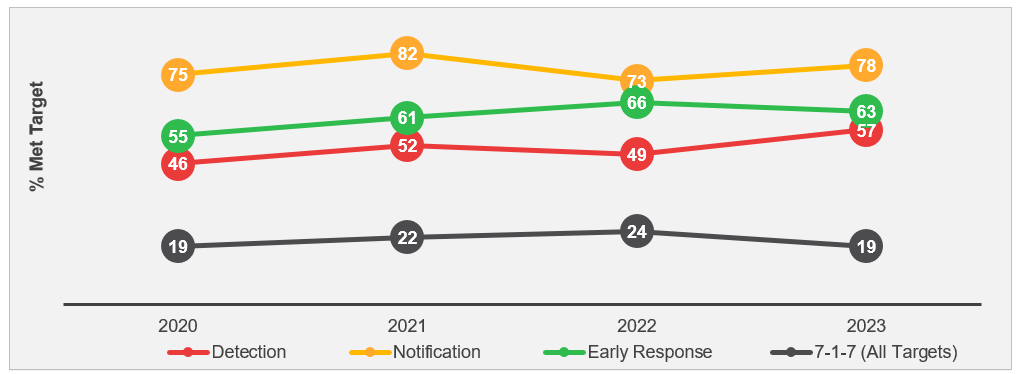 % Met Target
75 82 73 78
55 61 66 63
46 52 49 57
19 22 24 19
2020 2021 2022 2023
Detection Notification Early Response 7-1-7 (All Targets)